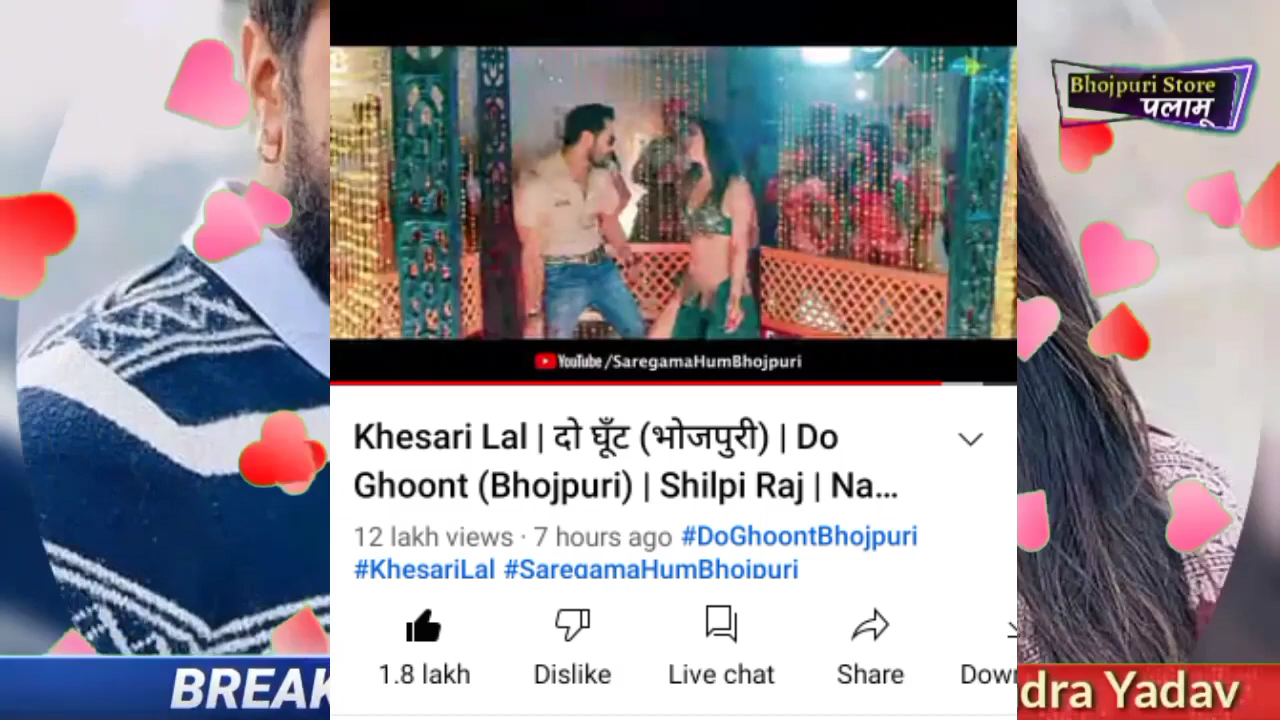 Bhojpuri Store
पलामू
YouTube /SaregamaHumBhojpuri
Khesari Lal | दो घूँट (भोजपुरी) | Do
Ghoont (Bhojpuri) | Shilpi Raj | Na...
12 lakh views · 7 hours ago #DoGhoontBhojpuri
#KhesariLal #SaregamaHumBhojpuri
1.8 lakh Dislike Live chat Share Down
BREAK
dra Yadav